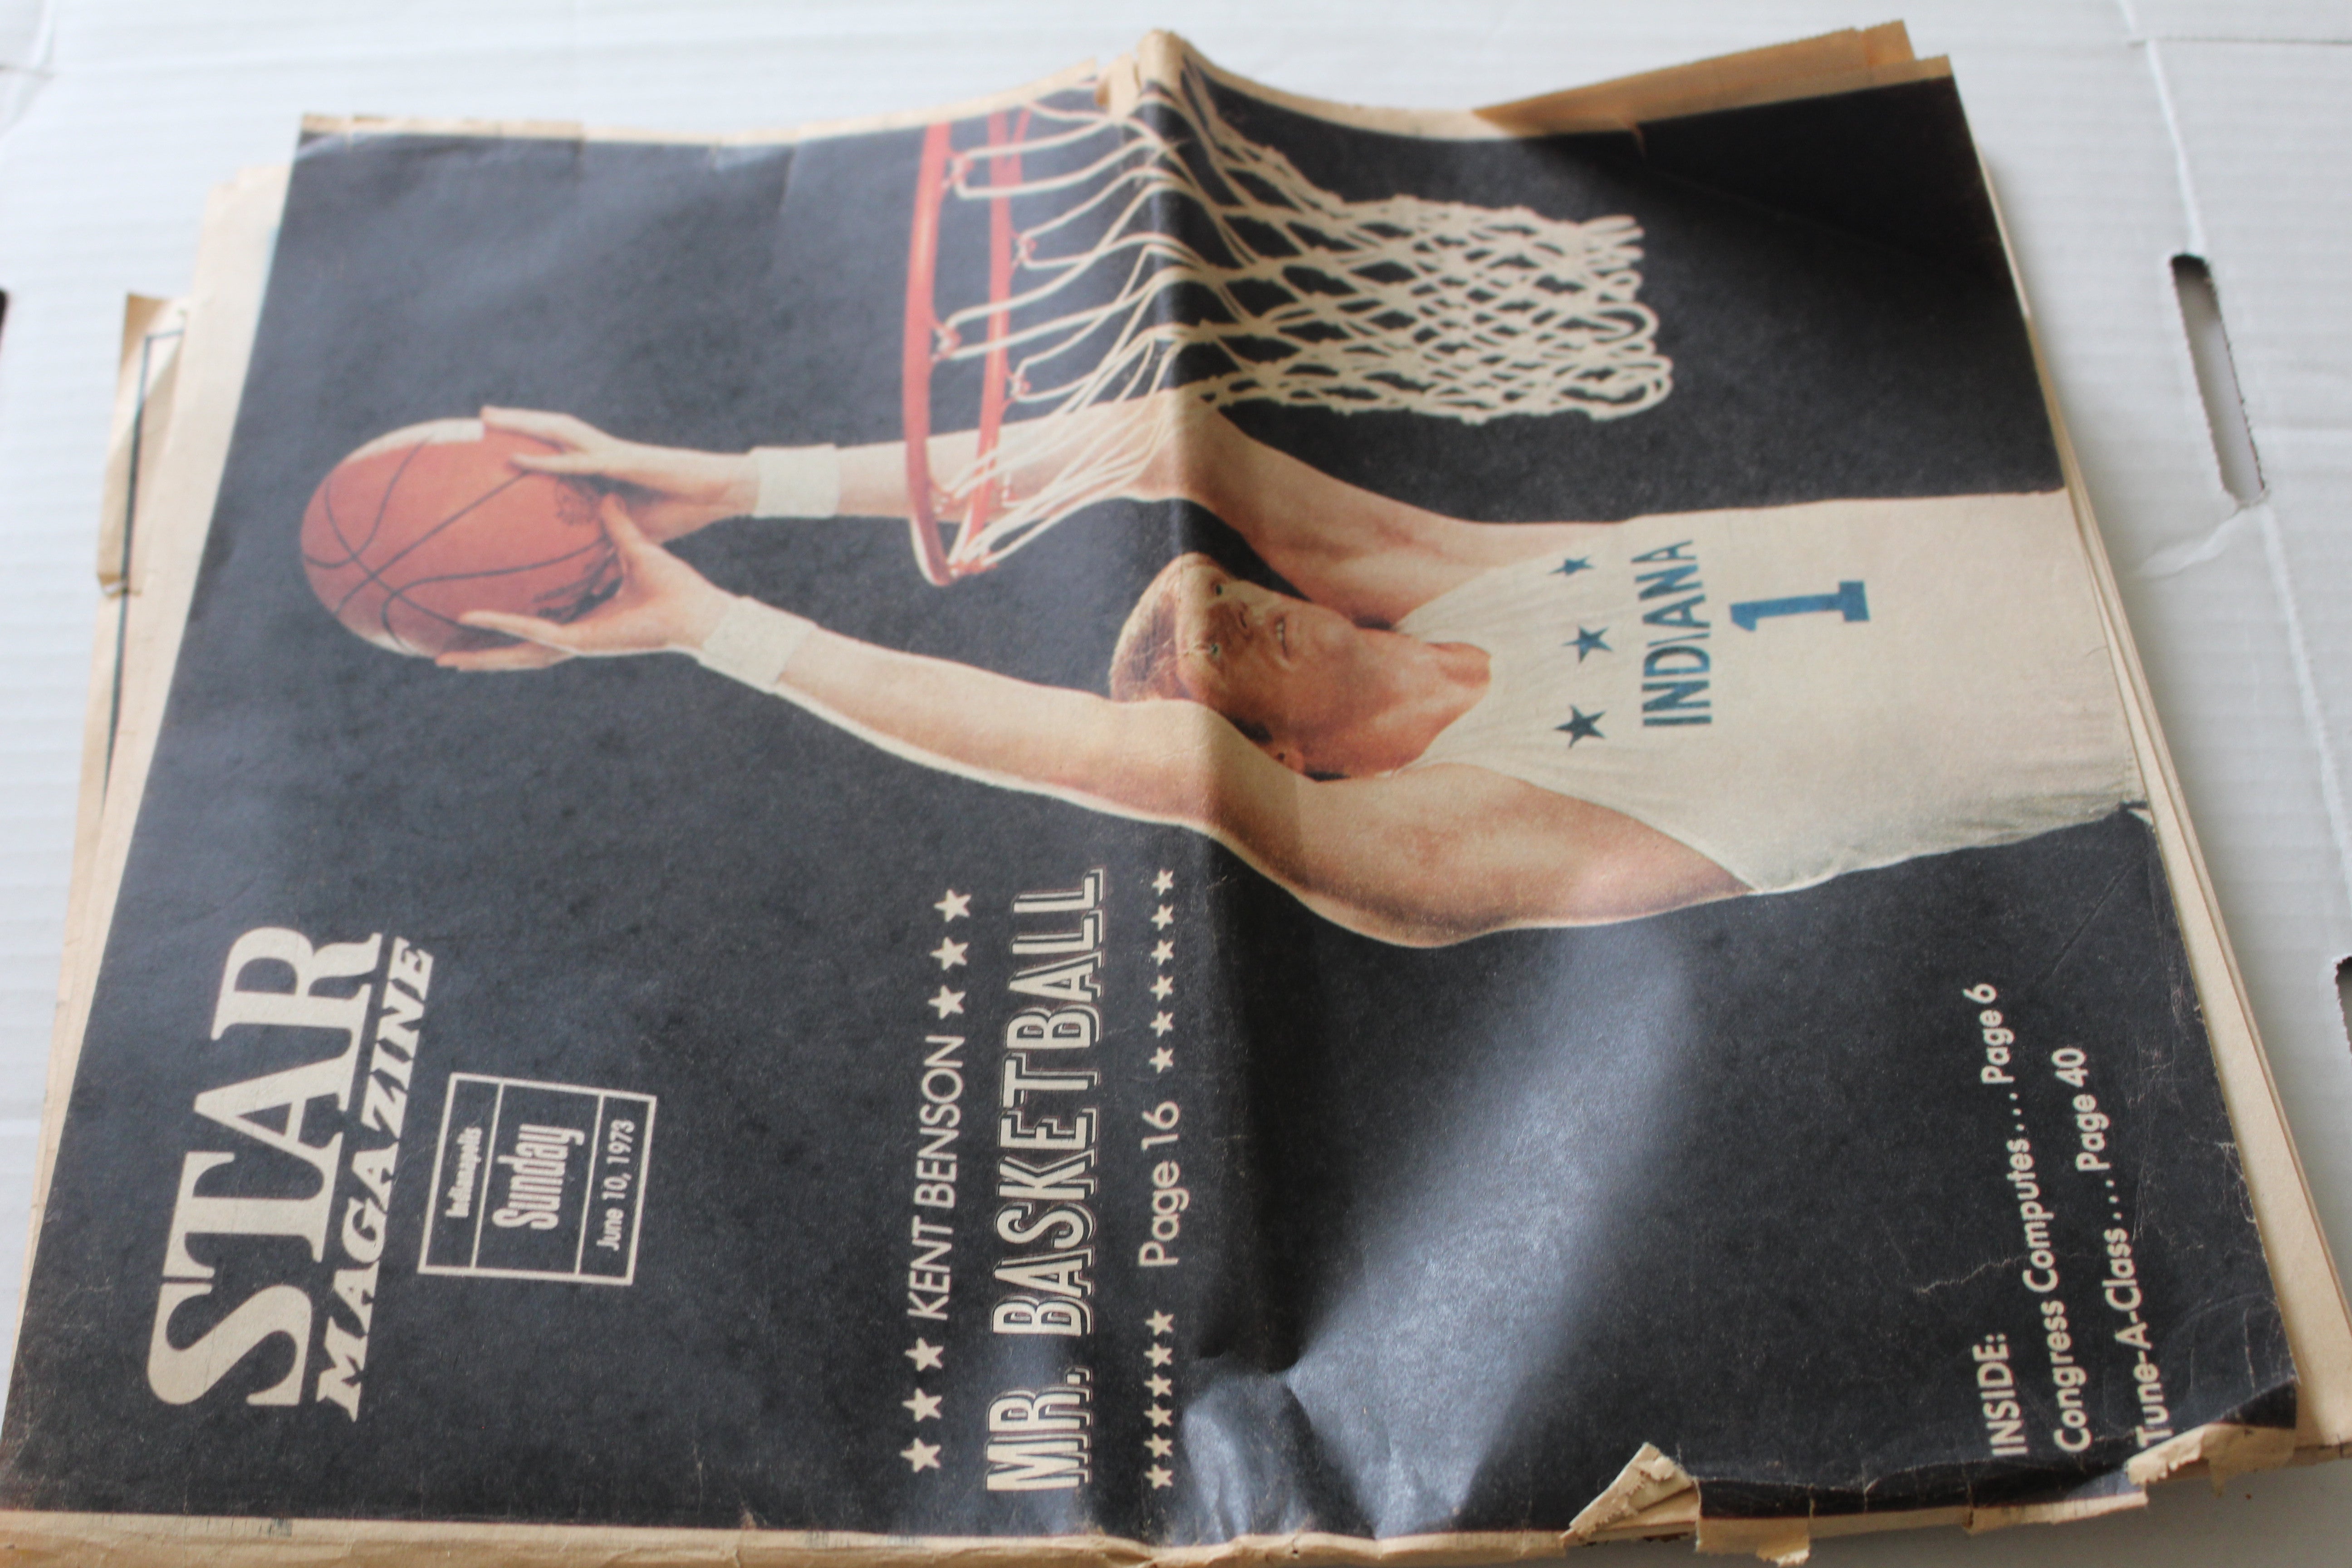 STAR
MAGAZINE
Indianapolis
Sunday
June 10, 1973
★ ★ ★ KENT BENSON ★ ★ ★
MR. BASKETBALL
★★★★★★ Page 16 ★★★★★★
★ ★ ★
INDIANA
1
INSIDE:
Congress Computes... Page 6
Tune-A-Class.... Page 40